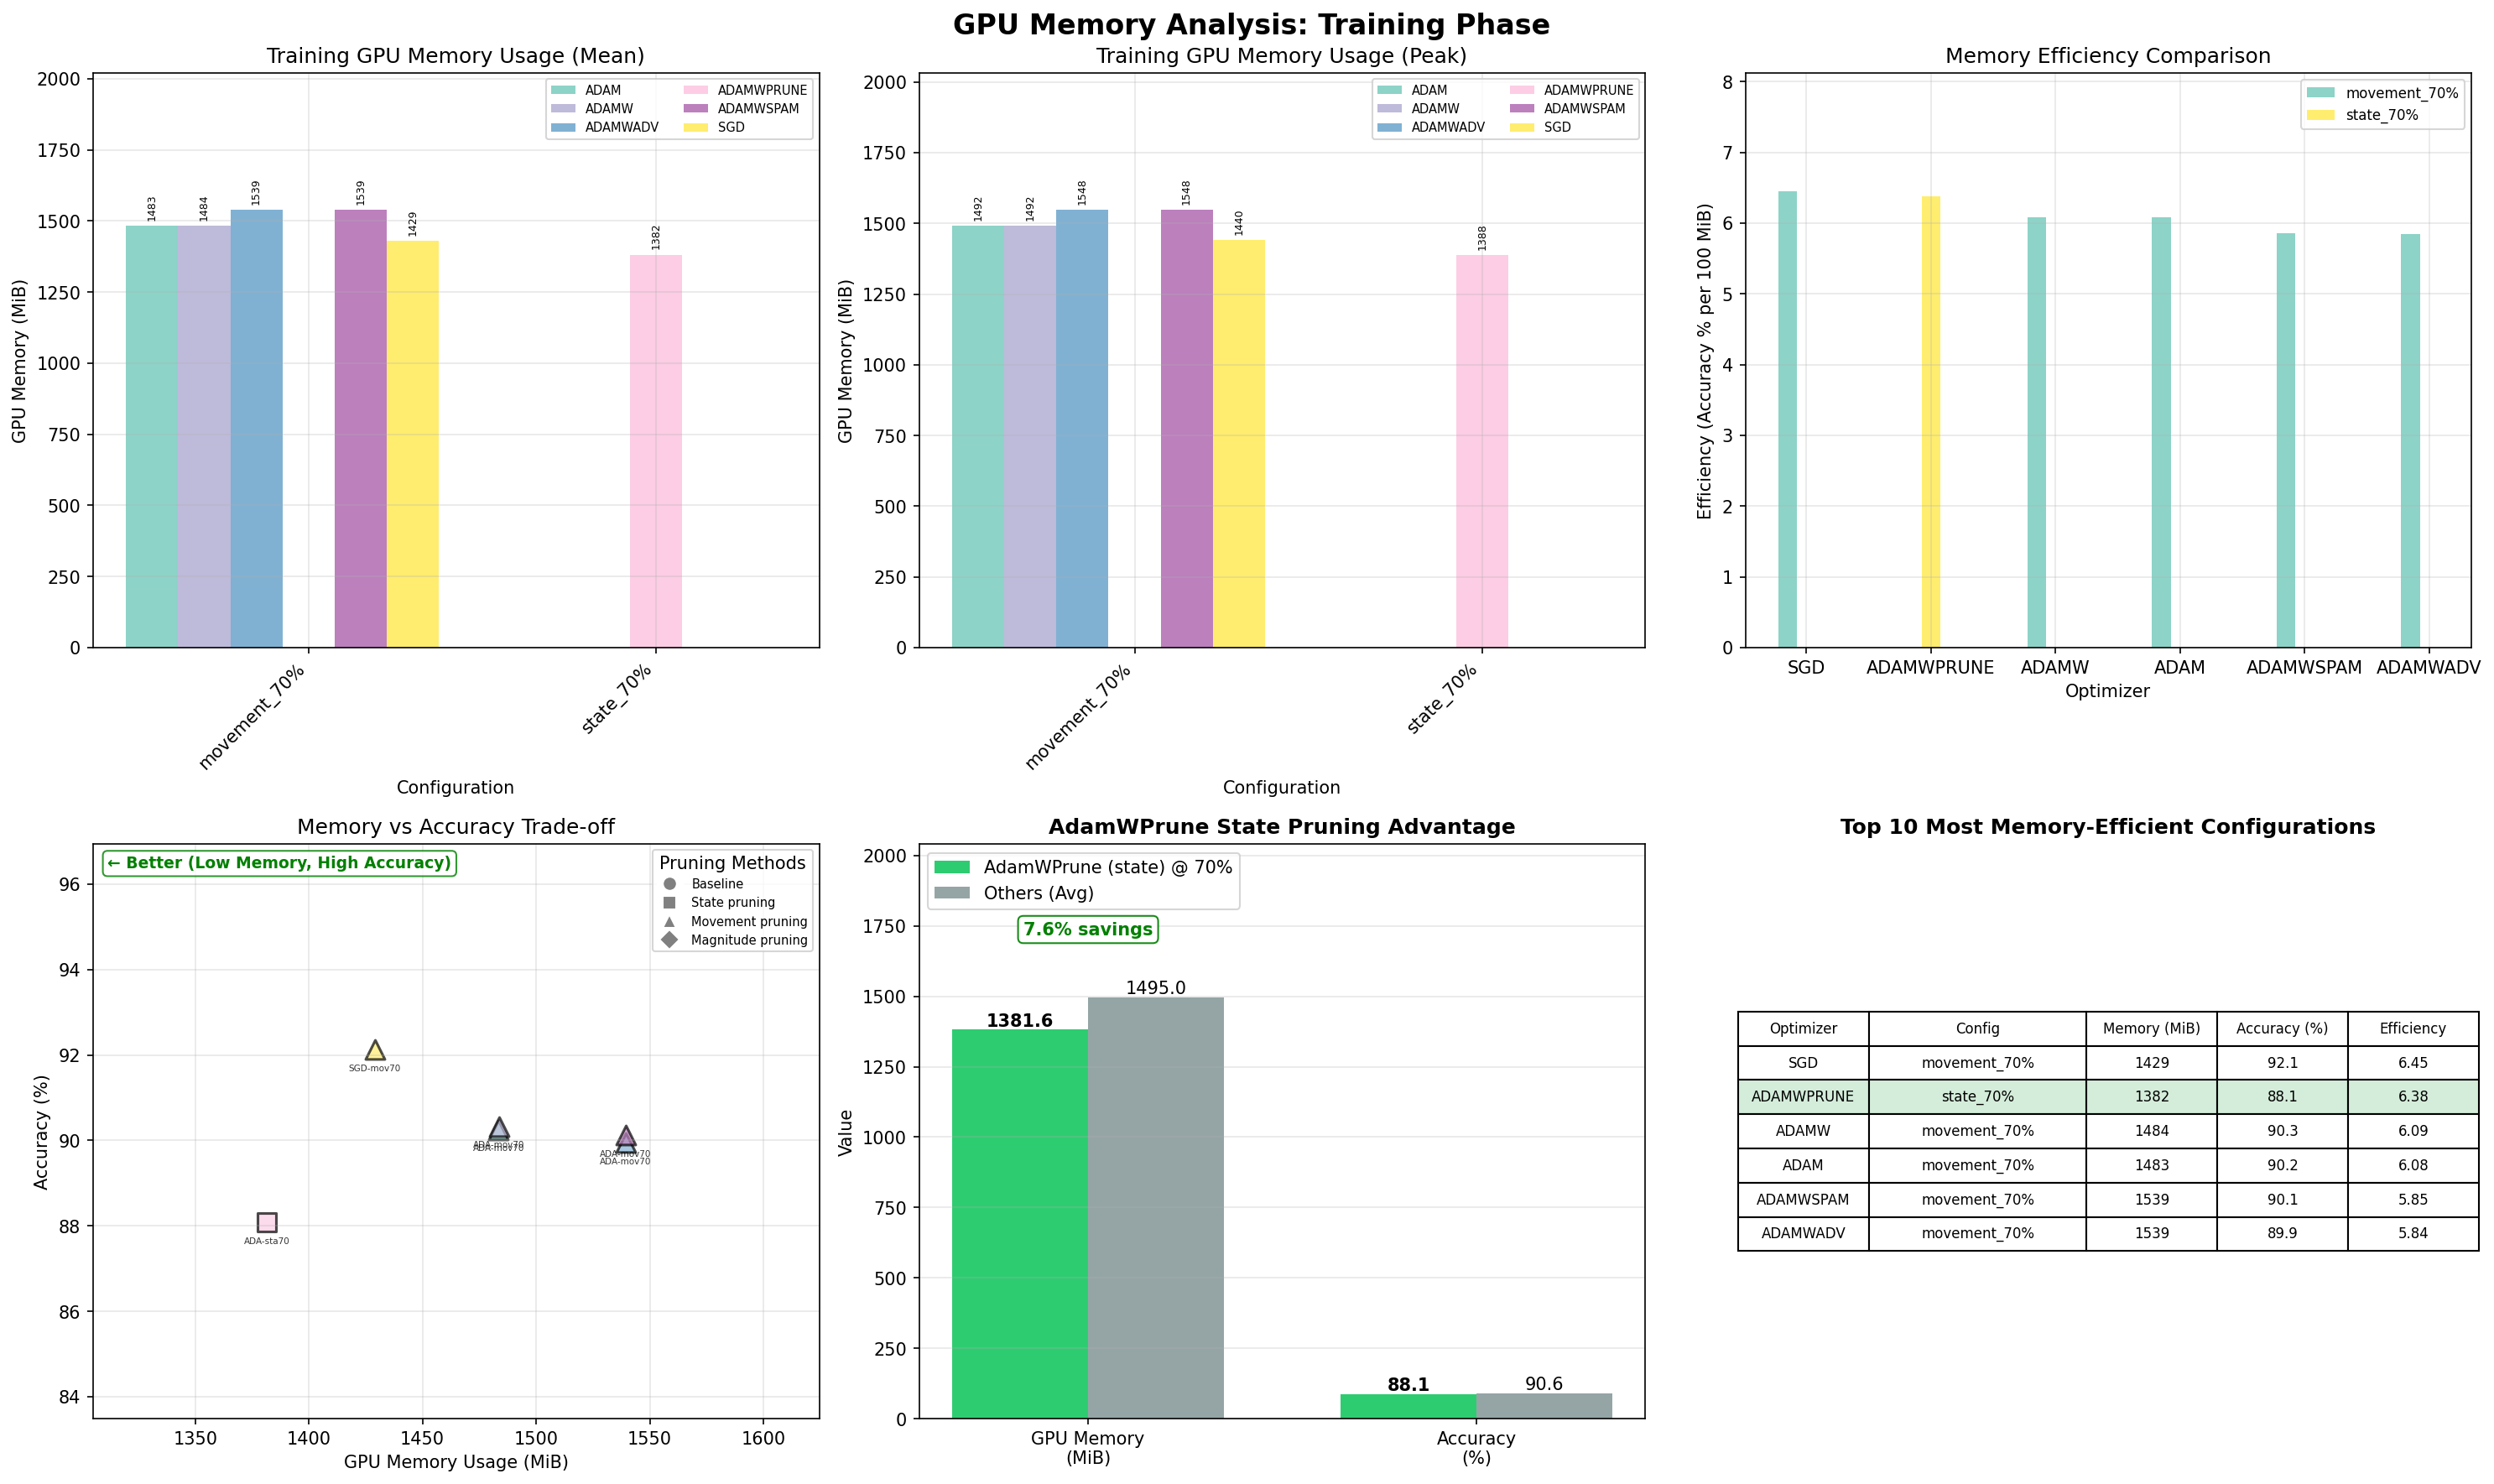 GPU Memory Analysis: Training Phase
Training GPU Memory Usage (Mean)
GPU Memory (MiB)
2000
1750
1500
1250
1000
750
500
250
0
ADAM
ADAMW
ADAMWADV
ADAMWPRUNE
ADAMWSPAM
SGD
1483
1484
1539
1539
1429
1382
movement_70%
state_70%
Configuration
Training GPU Memory Usage (Peak)
GPU Memory (MiB)
2000
1750
1500
1250
1000
750
500
250
0
ADAM
ADAMW
ADAMWADV
ADAMWPRUNE
ADAMWSPAM
SGD
1492
1492
1548
1548
1440
1388
movement_70%
state_70%
Configuration
Memory Efficiency Comparison
Efficiency (Accuracy % per 100 MiB)
8
7
6
5
4
3
2
1
0
movement_70%
state_70%
SGD
ADAMWPRUNE
ADAMW
ADAM
ADAMWSPAM
ADAMWADV
Optimizer
Memory vs Accuracy Trade-off
Accuracy (%)
96
94
92
90
88
86
84
← Better (Low Memory, High Accuracy)
Pruning Methods
Baseline
State pruning
Movement pruning
Magnitude pruning
SGD-mov70
ADA-mov70
ADA-mov70
ADA-mov70
ADA-mov70
ADA-sta70
1350
1400
1450
1500
1550
1600
GPU Memory Usage (MiB)
AdamWPrune State Pruning Advantage
Value
2000
1750
1500
1250
1000
750
500
250
0
AdamWPrune (state) @ 70%
Others (Avg)
7.6% savings
1381.6
1495.0
88.1
90.6
GPU Memory
(MiB)
Accuracy
(%)
Top 10 Most Memory-Efficient Configurations
Optimizer Config Memory (MiB) Accuracy (%) Efficiency
SGD movement_70% 1429 92.1 6.45
ADAMWPRUNE state_70% 1382 88.1 6.38
ADAMW movement_70% 1484 90.3 6.09
ADAM movement_70% 1483 90.2 6.08
ADAMWSPAM movement_70% 1539 90.1 5.85
ADAMWADV movement_70% 1539 89.9 5.84